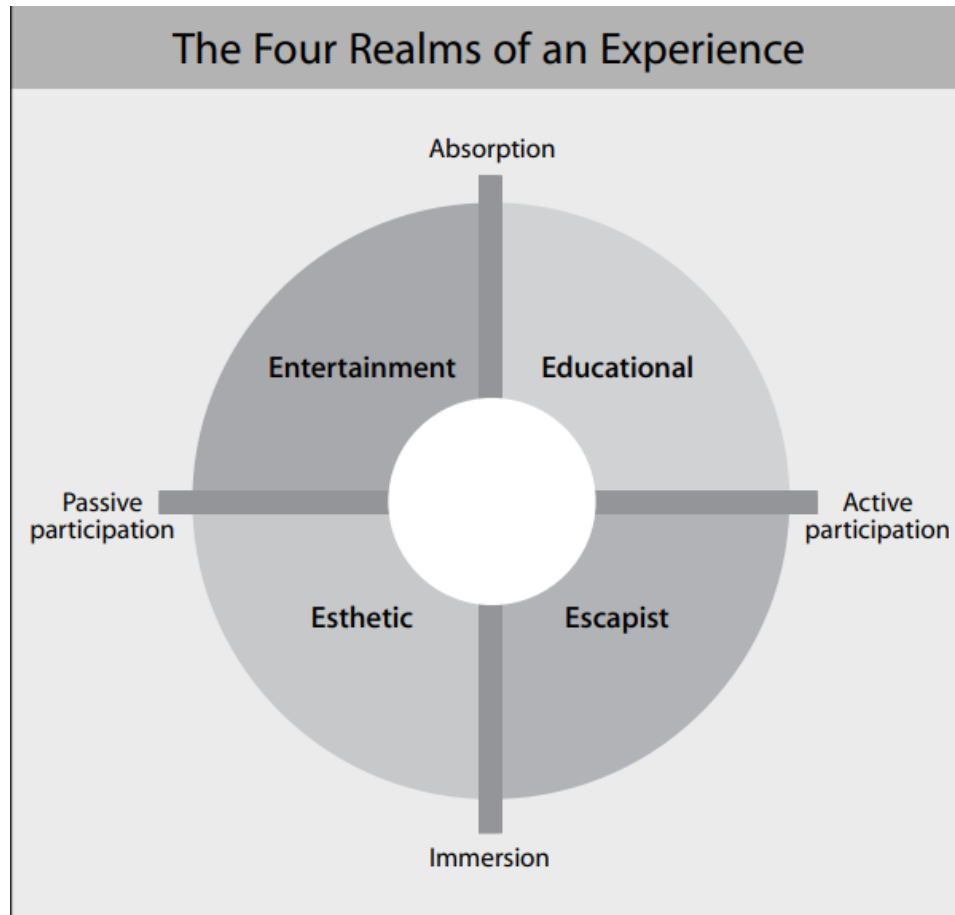 The Four Realms of an Experience
Absorption
Entertainment
Educational
Passive
participation
Active
participation
Esthetic
Escapist
Immersion